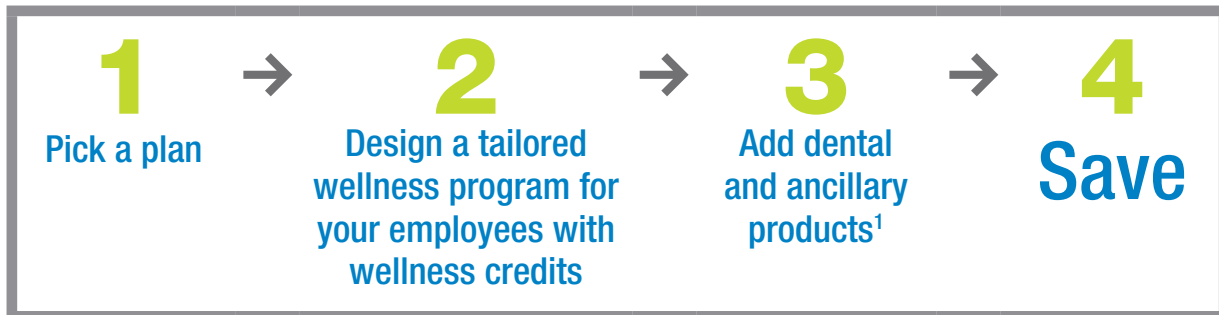 1
Pick a plan
2
Design a tailored
wellness program for
your employees with
wellness credits
3
Add dental
and ancillary
products¹
4
Save